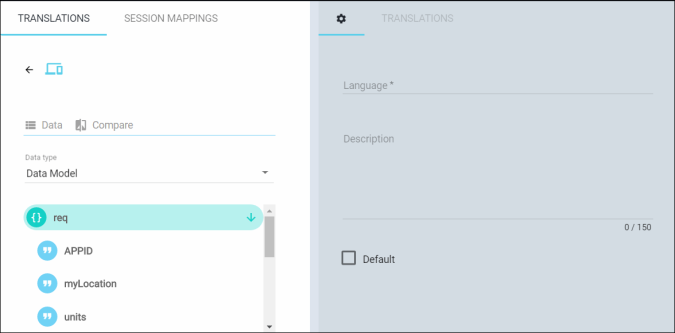 TRANSLATIONS
SESSION MAPPINGS
Data
Compare
Data type
Data Model
{} req
APPID
myLocation
units
TRANSLATIONS
Language *
Description
0 / 150
Default